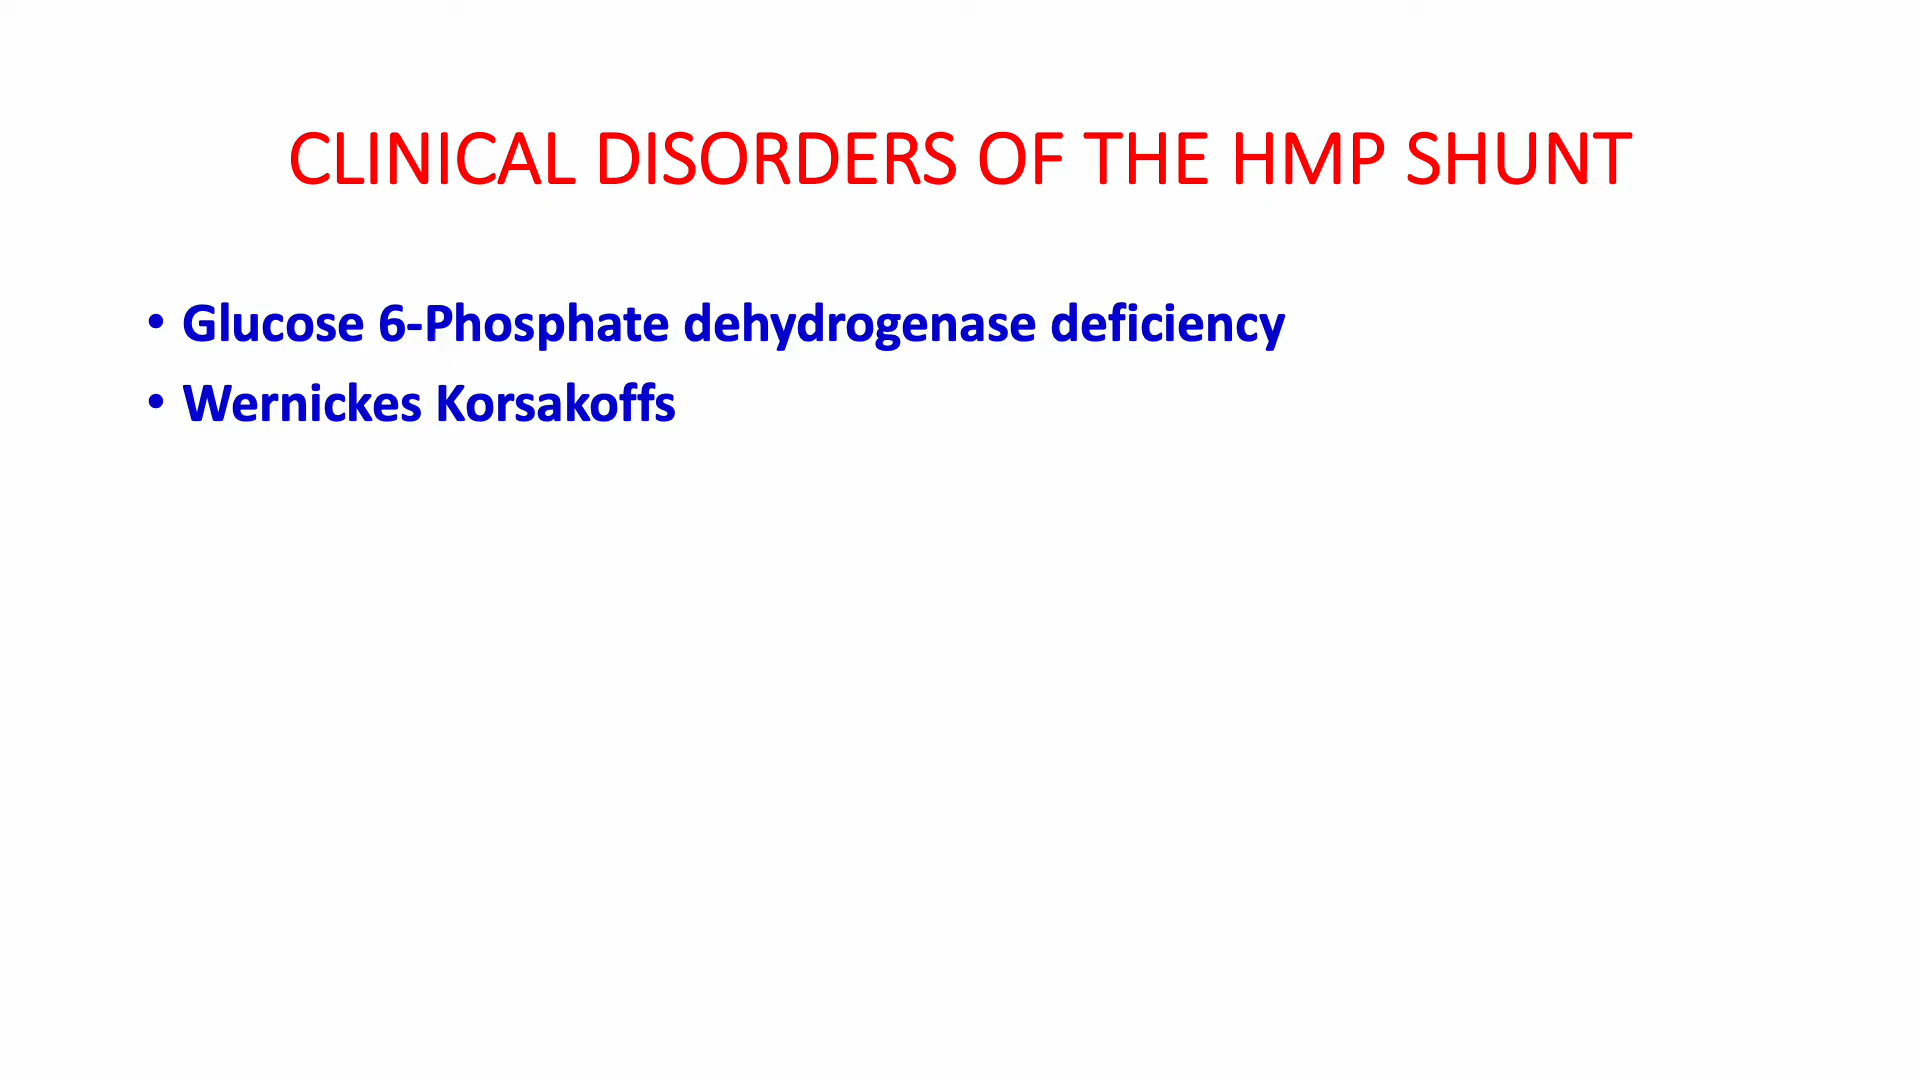 CLINICAL DISORDERS OF THE HMP SHUNT
• Glucose 6-Phosphate dehydrogenase deficiency
• Wernickes Korsakoffs